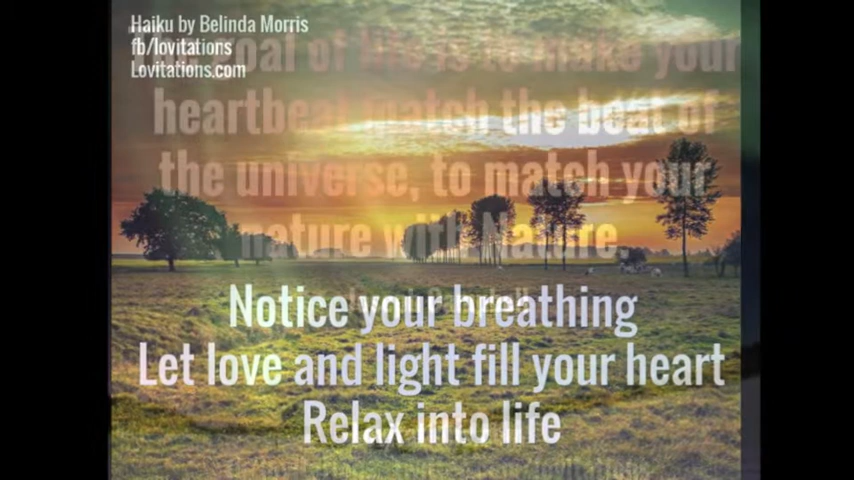 Haiku by Belinda Morris
fb/lovitations
Lovitations.com
goal of life is to make your
heartbeat match the beat of
the universe, to match your
nature with Nature.
Notice your breathing
Let love and light fill your heart
Relax into life